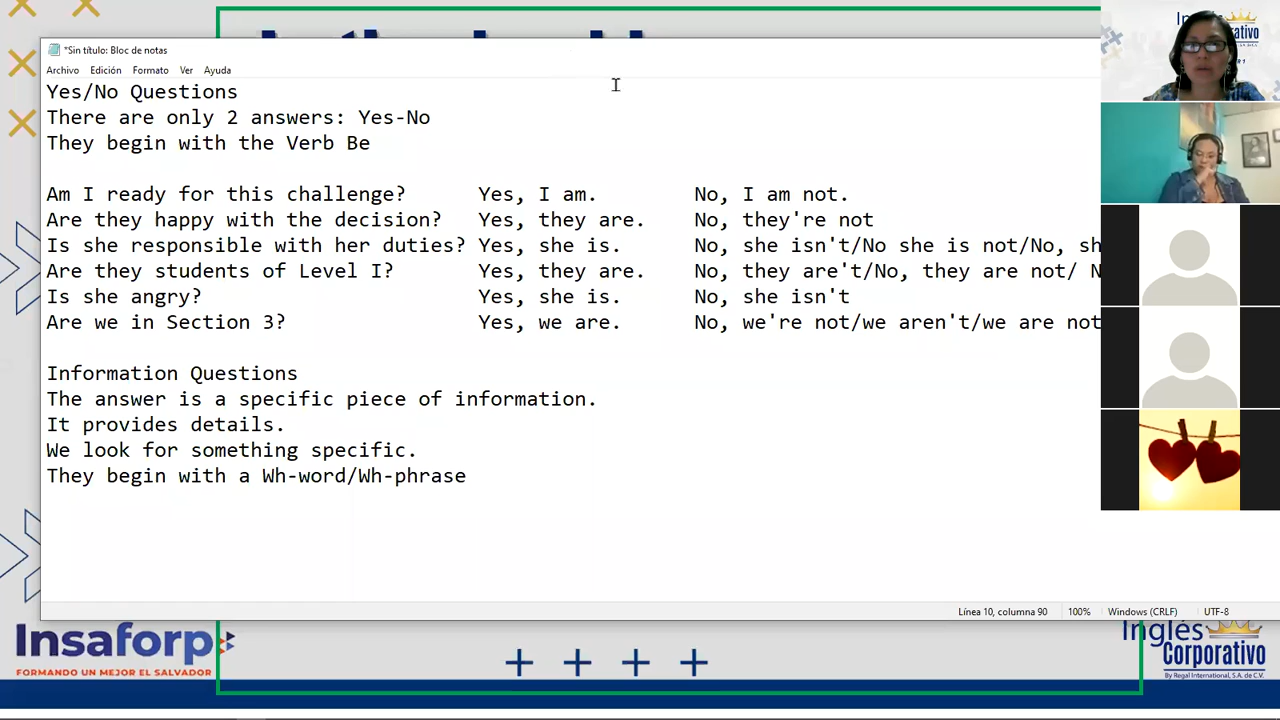 *Sin título: Bloc de notas
Archivo Edición Formato Ver Ayuda
Yes/No Questions
There are only 2 answers: Yes-No
They begin with the Verb Be
Am I ready for this challenge? Yes, I am. No, I am not.
Are they happy with the decision? Yes, they are. No, they're not
Is she responsible with her duties? Yes, she is. No, she isn't/No she is not/No, sh
Are they students of Level I? Yes, they are. No, they are't/No, they are not/ N
Is she angry? Yes, she is. No, she isn't
Are we in Section 3? Yes, we are. No, we're not/we aren't/we are not
Information Questions
The answer is a specific piece of information.
It provides details.
We look for something specific.
They begin with a Wh-word/Wh-phrase
Línea 10, columna 90 100% Windows (CRLF) UTF-8
Insaforp
FORMANDO UN MEJOR EL SALVADOR
Inglés
Corporativo
By Regal International, S.A. de C.V.